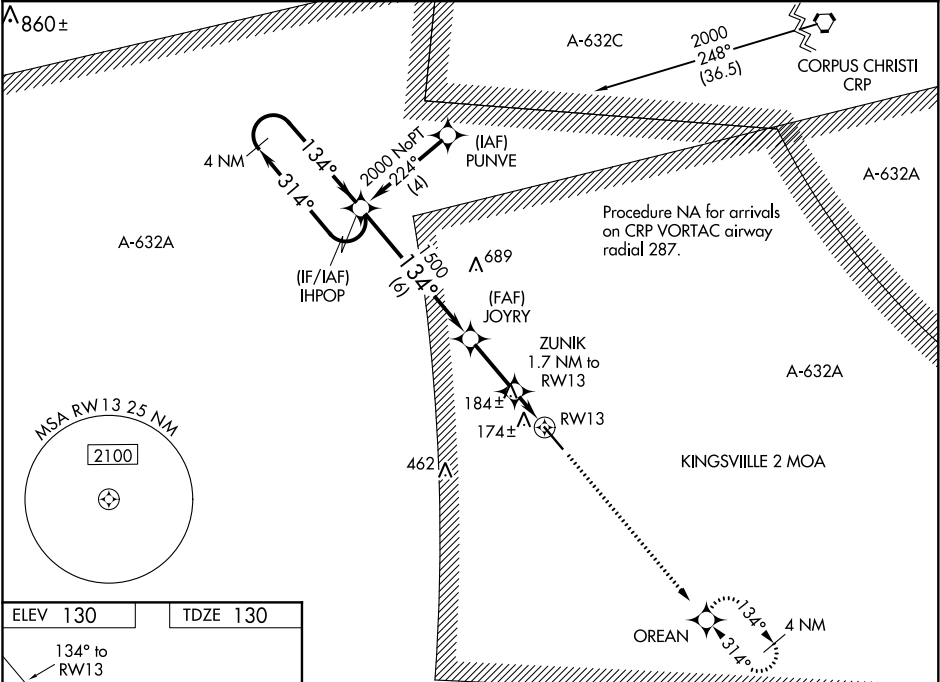 860±
A-632C
2000
248°
(36.5)
CORPUS CHRISTI
CRP
4 NM
134°
314°
2000 NoPT
224°
(4)
(IAF)
PUNVE
A-632A
A-632A
Procedure NA for arrivals
on CRP VORTAC airway
radial 287.
(IF/IAF)
IHPOP
1500
134°
(6)
689
(FAF)
JOYRY
ZUNIK
1.7 NM to
RW13
A-632A
184±
174±
RW13
MSA RW13 25 NM
2100
462
KINGSVILLE 2 MOA
OREAN
134°
314°
4 NM
ELEV 130
TDZE 130
134° to
RW13